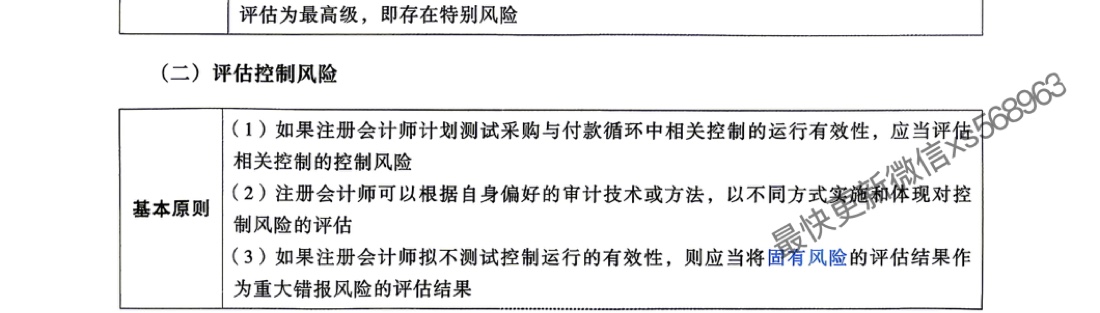 评估为最高级，即存在特别风险
（二）评估控制风险
（1）如果注册会计师计划测试采购与付款循环中相关控制的运行有效性，应当评估
相关控制的控制风险
基本原则
（2）注册会计师可以根据自身偏好的审计技术或方法，以不同方式实施和体现对控
制风险的评估
（3）如果注册会计师拟不测试控制运行的有效性，则应当将固有风险的评估结果作
为重大错报风险的评估结果
最快更新微信xs568963